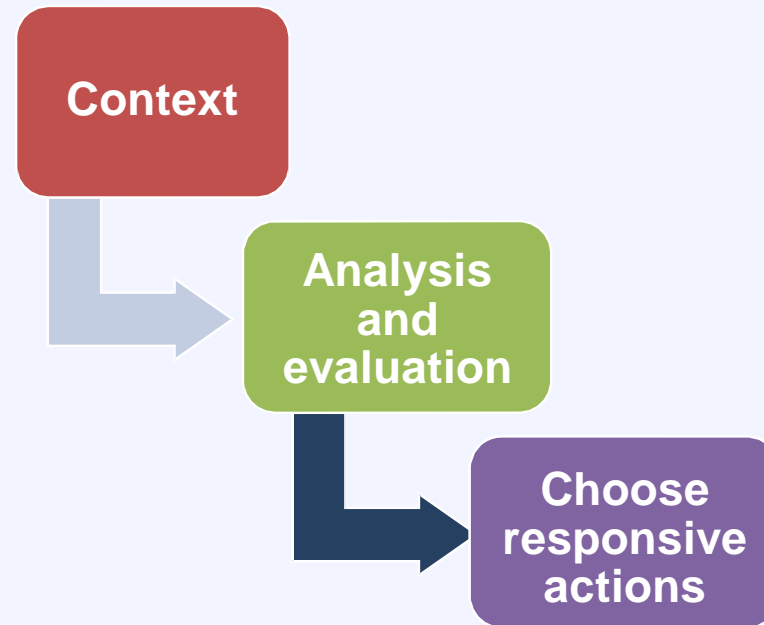 Context
Analysis
and
evaluation
Choose
responsive
actions